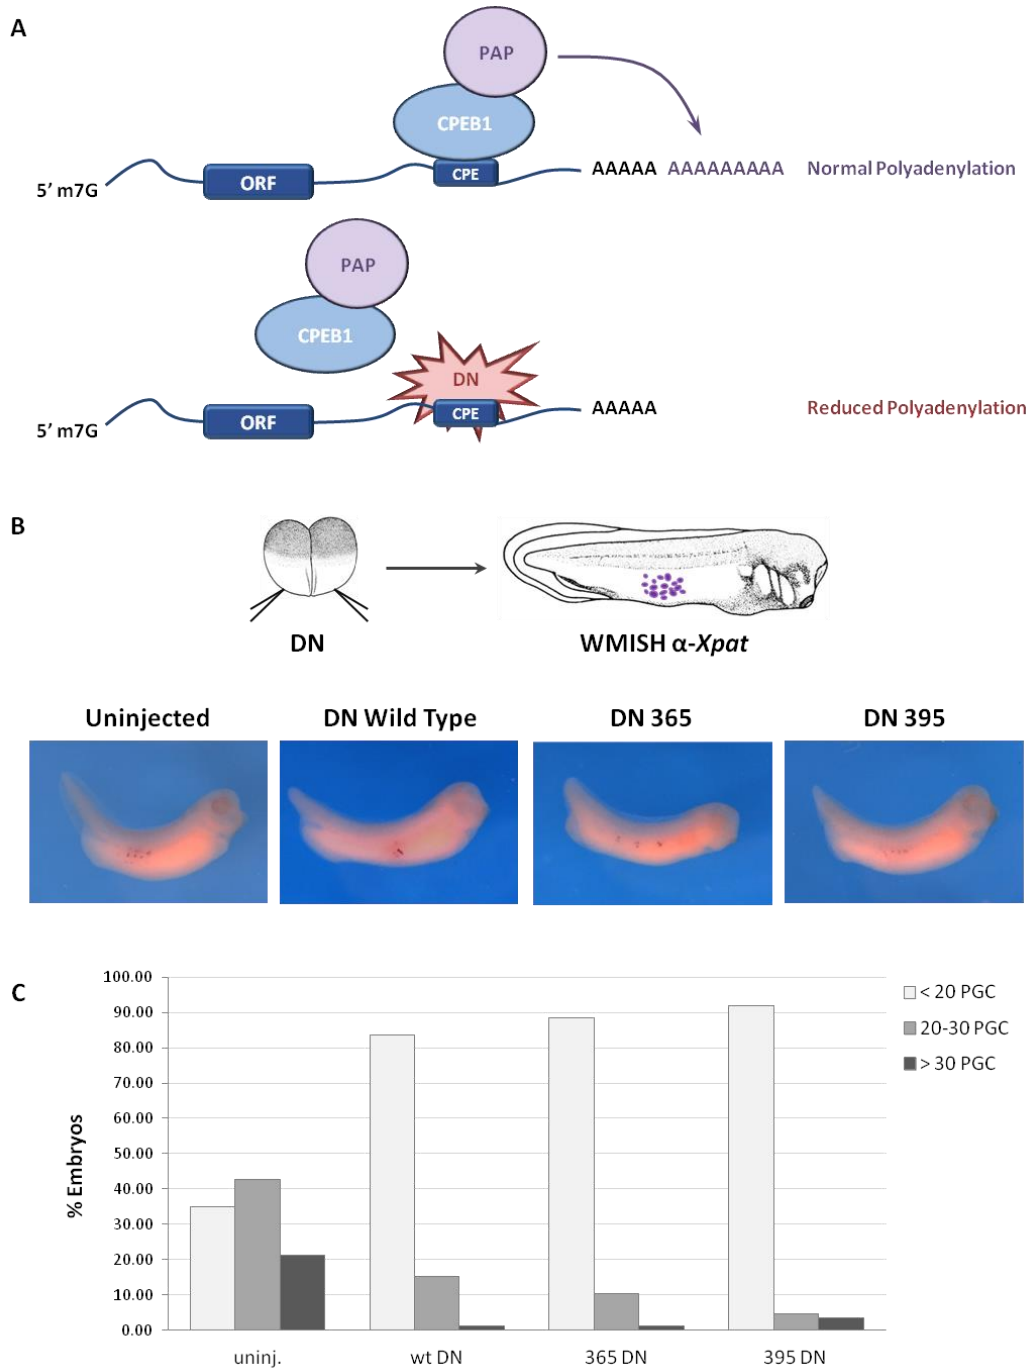 A
PAP
CPEB1
5’ m7G
ORF
CPE
AAAAA AAAAAAAAA
Normal Polyadenylation
PAP
CPEB1
DN
5’ m7G
ORF
CPE
AAAAA
Reduced Polyadenylation
B
DN
WMISH α-Xpat
Uninjected
DN Wild Type
DN 365
DN 395
C
% Embryos
100.00
90.00
80.00
70.00
60.00
50.00
40.00
30.00
20.00
10.00
0.00
uninj.
wt DN
365 DN
395 DN
< 20 PGC
20-30 PGC
> 30 PGC